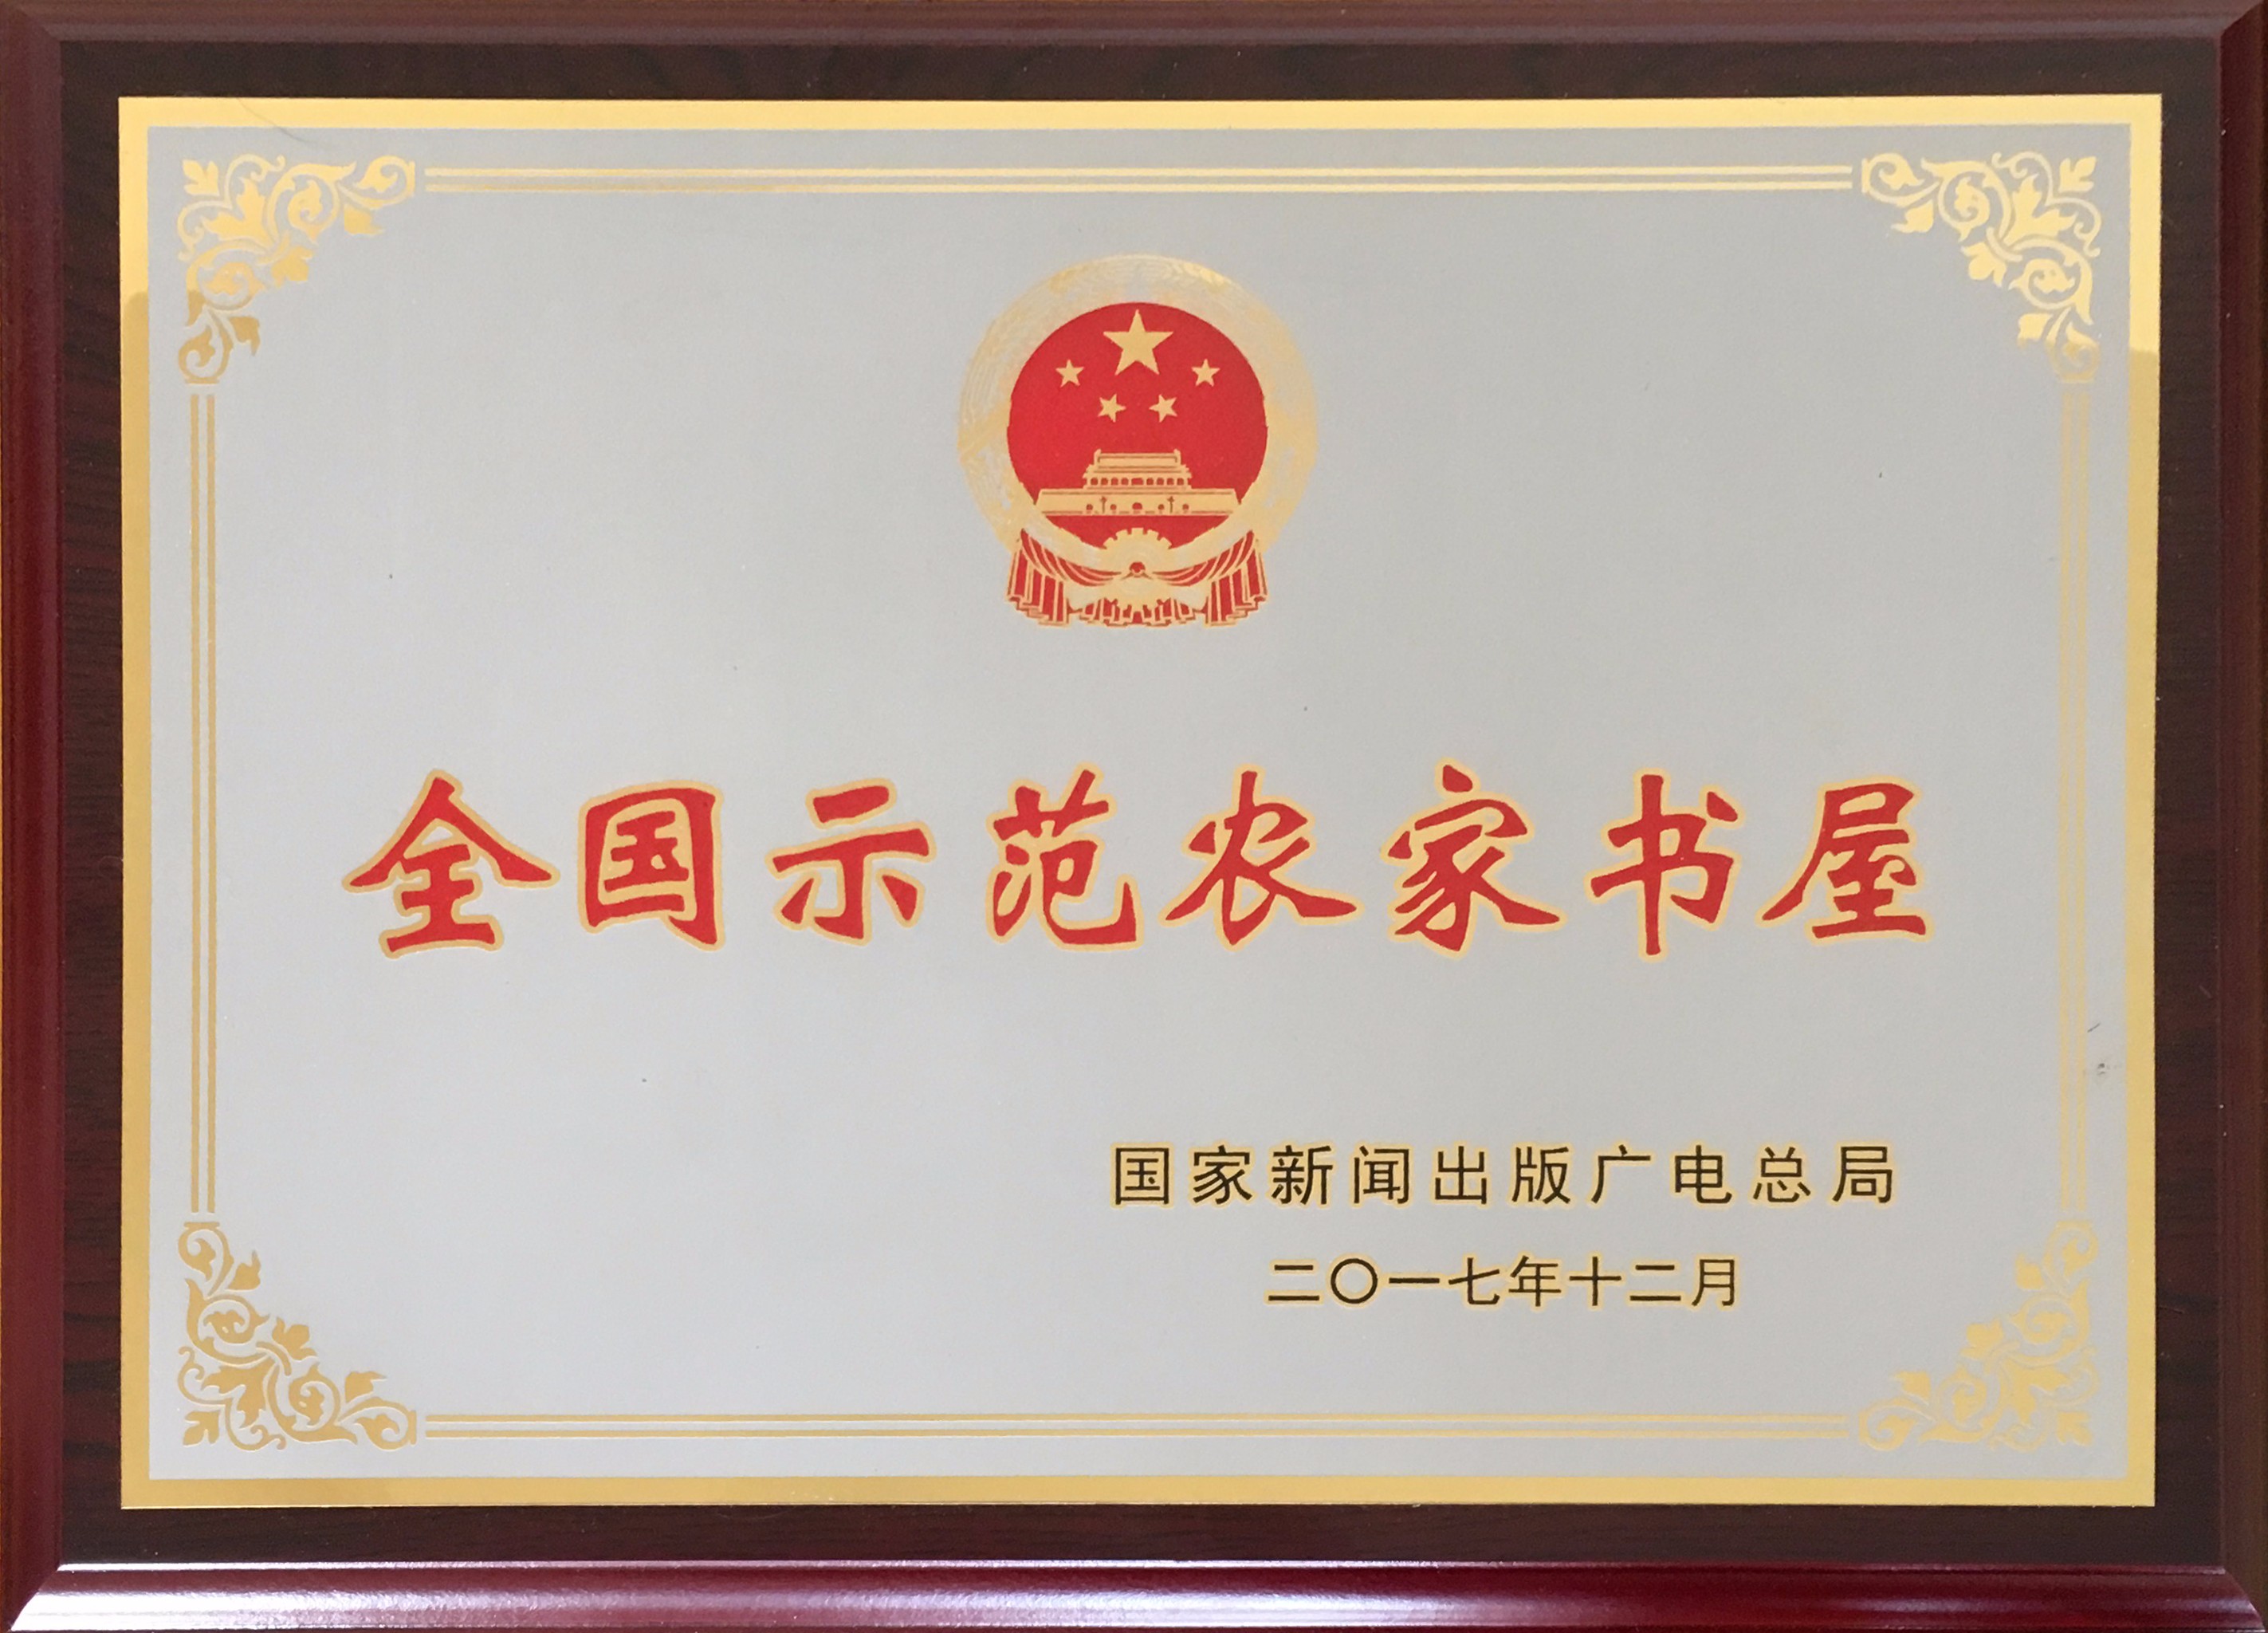 全国示范农家书屋
国家新闻出版广电总局
二〇一七年十二月